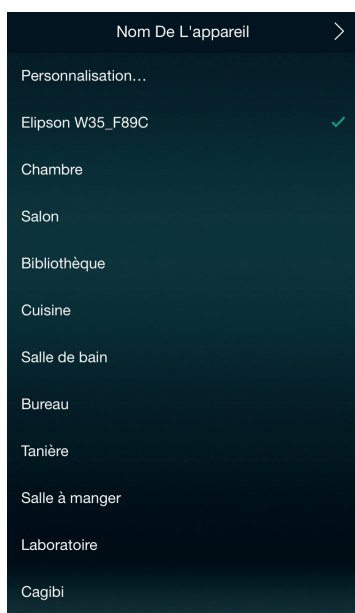 Nom De L'appareil
Personnalisation...
Elipson W35_F89C
Chambre
Salon
Bibliothèque
Cuisine
Salle de bain
Bureau
Tanière
Salle à manger
Laboratoire
Cagibi